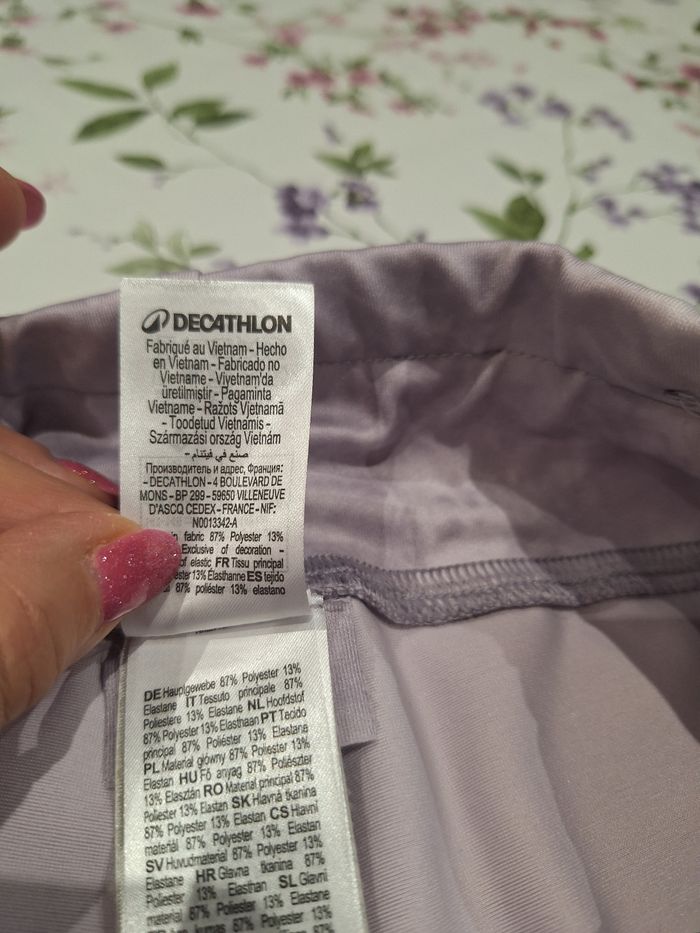 DECATHLON
Fabriqué au Vietnam - Hecho
en Vietnam - Fabricado no
Vietname - Viyetnam'da
üretilmiştir - Pagaminta
Vietname - Ražots Vjetnamā
- Toodetud Vietnamis -
Származási ország Vietnám
صنع في فيتنام -
Производитель и адрес, Франция:
- DECATHLON - 4 BOULEVARD DE
MONS - BP 299 - 59650 VILLENEUVE
D'ASCQ CEDEX - FRANCE - NIF:
N0013342-A
fabric 87% Polyester 13%
Exclusive of decoration -
of elastic FR Tissu principal
13% Élasthanne ES tejido
87% poliéster 13% elastano
DE Hauptgewebe 87% Polyester 13%
Elastane IT Tessuto principale 87%
Poliestere 13% Elastane NL Hoofdstof
87% Polyester 13% Elasthaan PT Tecido
principal 87% Poliéster 13% Elastane
PL Materiał główny 87% Poliester 13%
Elastan HU Fő anyag 87% Poliészter
13% Elasztán RO Material principal 87%
Poliester 13% Elastan SK Hlavná tkanina
87% Polyester 13% Elastan CS Hlavní
materiál 87% Polyester 13% Elastan
SV Huvudmaterial 87% Polyester 13%
Elastane HR Glavna tkanina 87%
Poliester 13% Elasthan SL Glavni
material 87% Poliester 13% Elastan
kumaş 87% Polyester